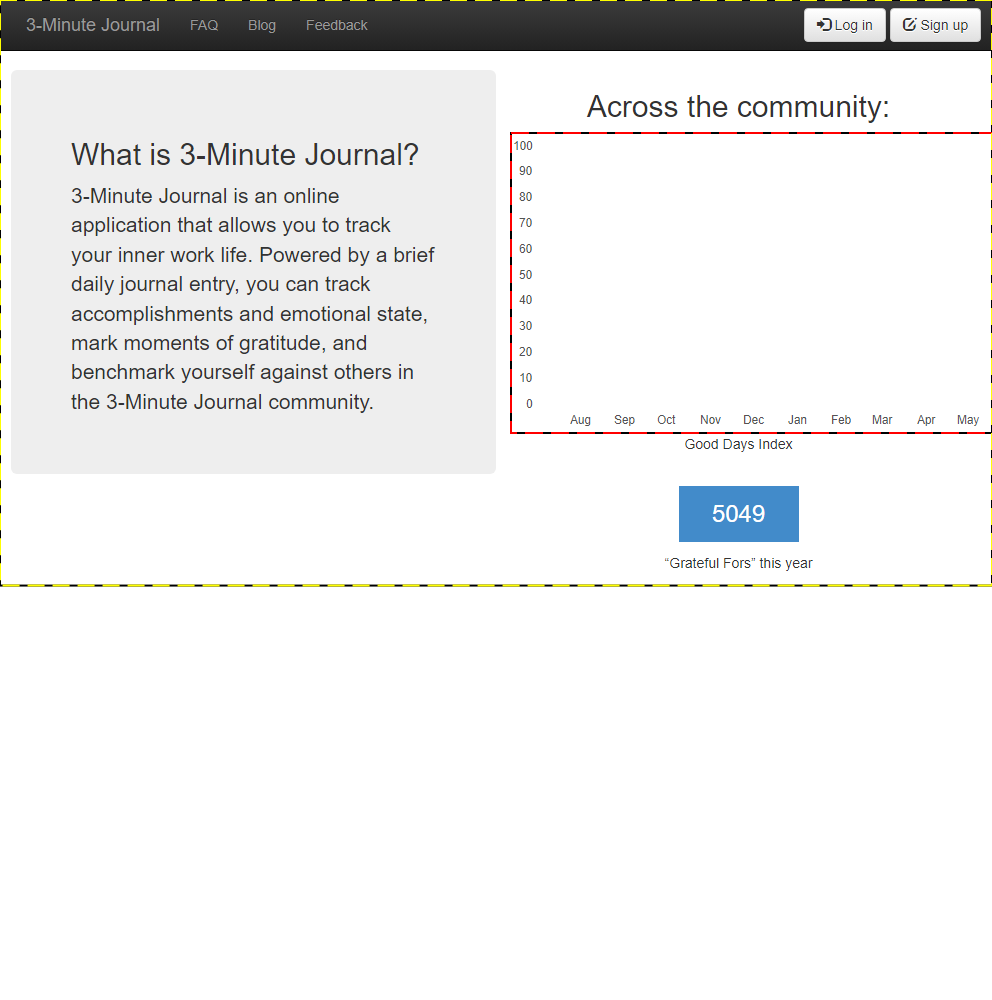 3-Minute Journal FAQ Blog Feedback Log in Sign up
What is 3-Minute Journal?
3-Minute Journal is an online
application that allows you to track
your inner work life. Powered by a brief
daily journal entry, you can track
accomplishments and emotional state,
mark moments of gratitude, and
benchmark yourself against others in
the 3-Minute Journal community.
Across the community:
100
90
80
70
60
50
40
30
20
10
0
Aug Sep Oct Nov Dec Jan Feb Mar Apr May
Good Days Index
5049
“Grateful Fors” this year